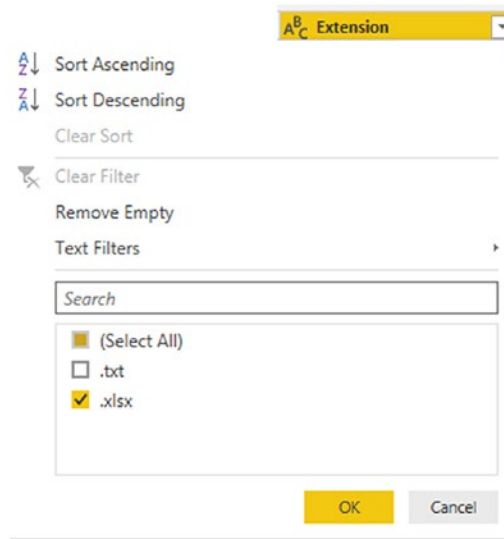 ABC Extension
Sort Ascending
Sort Descending
Clear Sort
Clear Filter
Remove Empty
Text Filters
Search
(Select All)
.txt
.xlsx
OK Cancel